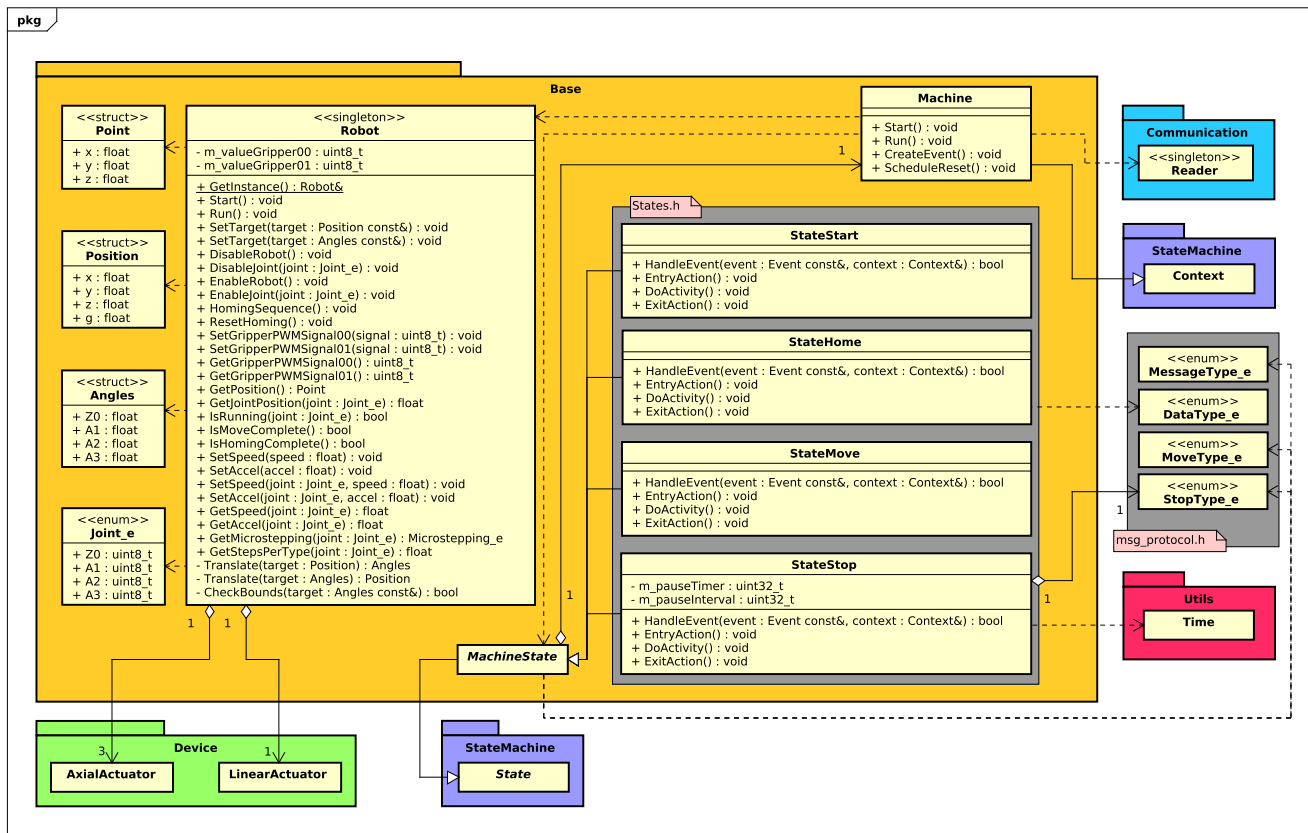 pkg
Base
<<struct>>
Point
+ x : float
+ y : float
+ z : float
<<struct>>
Position
+ x : float
+ y : float
+ z : float
+ g : float
<<struct>>
Angles
+ Z0 : float
+ A1 : float
+ A2 : float
+ A3 : float
<<enum>>
Joint_e
+ Z0 : uint8_t
+ A1 : uint8_t
+ A2 : uint8_t
+ A3 : uint8_t
<<singleton>>
Robot
- m_valueGripper00 : uint8_t
- m_valueGripper01 : uint8_t
+ GetInstance() : Robot&
+ Start() : void
+ Run() : void
+ SetTarget(target : Position const&) : void
+ SetTarget(target : Angles const&) : void
+ DisableRobot() : void
+ DisableJoint(joint : Joint_e) : void
+ EnableRobot() : void
+ EnableJoint(joint : Joint_e) : void
+ HomingSequence() : void
+ ResetHoming() : void
+ SetGripperPWMSignal00(signal : uint8_t) : void
+ SetGripperPWMSignal01(signal : uint8_t) : void
+ GetGripperPWMSignal00() : uint8_t
+ GetGripperPWMSignal01() : uint8_t
+ GetPosition() : Point
+ GetJointPosition(joint : Joint_e) : float
+ IsRunning(joint : Joint_e) : bool
+ IsMoveComplete() : bool
+ IsHomingComplete() : bool
+ SetSpeed(speed : float) : void
+ SetAccel(accel : float) : void
+ SetSpeed(joint : Joint_e, speed : float) : void
+ SetAccel(joint : Joint_e, accel : float) : void
+ GetSpeed(joint : Joint_e) : float
+ GetAccel(joint : Joint_e) : float
+ GetMicrostepping(joint : Joint_e) : Microstepping_e
+ GetStepsPerType(joint : Joint_e) : float
- Translate(target : Position) : Angles
- Translate(target : Angles) : Position
- CheckBounds(target : Angles const&) : bool
1
1
Machine
+ Start() : void
+ Run() : void
+ CreateEvent() : void
+ ScheduleReset() : void
1
States.h
StateStart
+ HandleEvent(event : Event const&, context : Context&) : bool
+ EntryAction() : void
+ DoActivity() : void
+ ExitAction() : void
StateHome
+ HandleEvent(event : Event const&, context : Context&) : bool
+ EntryAction() : void
+ DoActivity() : void
+ ExitAction() : void
StateMove
+ HandleEvent(event : Event const&, context : Context&) : bool
+ EntryAction() : void
+ DoActivity() : void
+ ExitAction() : void
StateStop
- m_pauseTimer : uint32_t
- m_pauseInterval : uint32_t
+ HandleEvent(event : Event const&, context : Context&) : bool
+ EntryAction() : void
+ DoActivity() : void
+ ExitAction() : void
1
1
MachineState
Communication
<<singleton>>
Reader
StateMachine
Context
<<enum>>
MessageType_e
<<enum>>
DataType_e
<<enum>>
MoveType_e
<<enum>>
StopType_e
1
msg_protocol.h
Utils
Time
Device
3
AxialActuator
1
LinearActuator
StateMachine
State